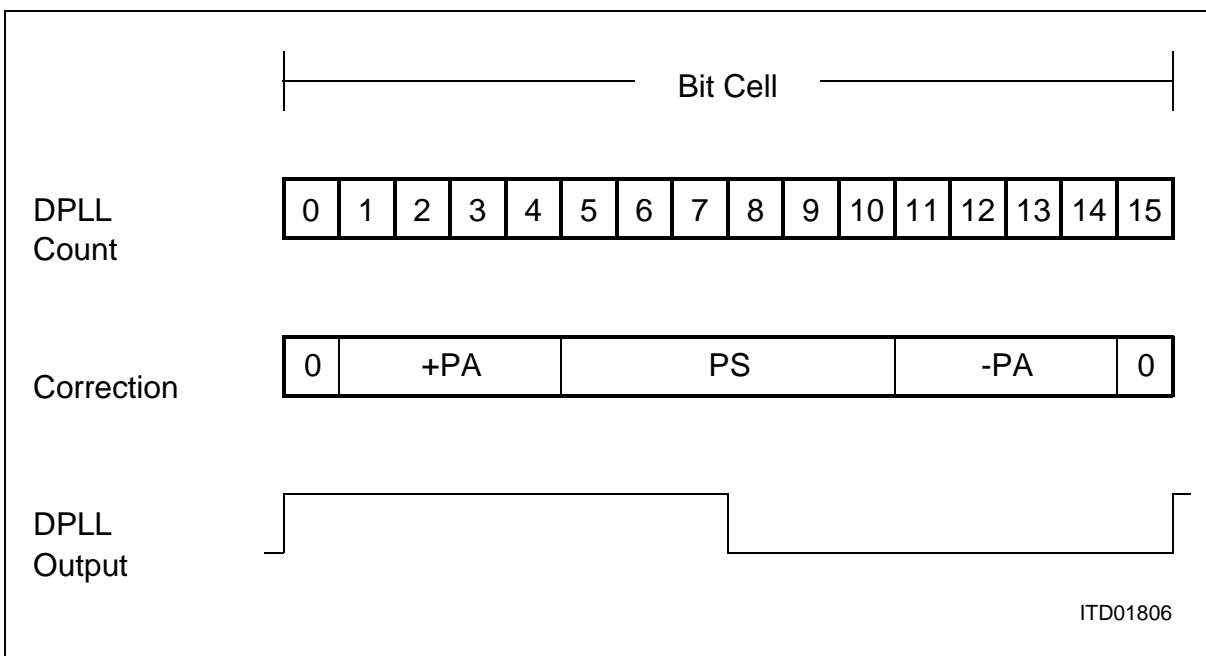 Bit Cell
DPLL
Count
0 1 2 3 4 5 6 7 8 9 10 11 12 13 14 15
Correction
0 +PA PS -PA 0
DPLL
Output
ITD01806